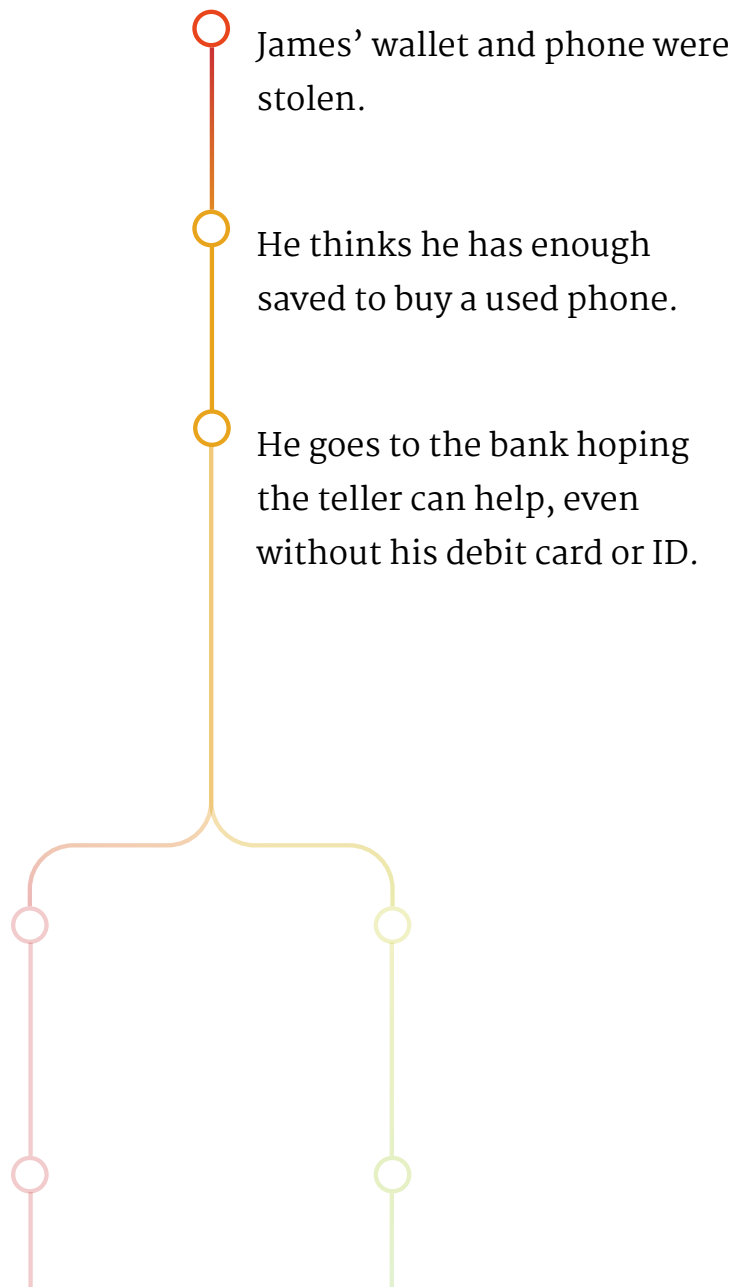 James’ wallet and phone were
stolen.
He thinks he has enough
saved to buy a used phone.
He goes to the bank hoping
the teller can help, even
without his debit card or ID.